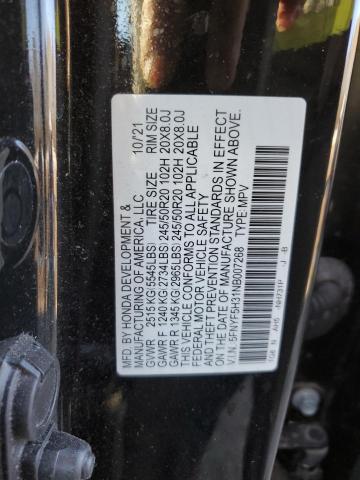 MFD. BY HONDA DEVELOPMENT & 10/21
MANUFACTURING OF AMERICA, LLC
TIRE SIZE RIM SIZE
GVWR 2515 KG(5545LBS)
GAWR F 1240 KG(2734LBS) 245/50R20 102H 20X8.0J
GAWR R 1345 KG(2965LBS) 245/50R20 102H 20X8.0J
THIS VEHICLE CONFORMS TO ALL APPLICABLE
FEDERAL MOTOR VEHICLE SAFETY
AND THEFT PREVENTION STANDARDS IN EFFECT
ON THE DATE OF MANUFACTURE SHOWN ABOVE.
V.I.N: 5FNYF5H31NB007268 TYPE: MPV
TG8 N AH5 NH731P J -B